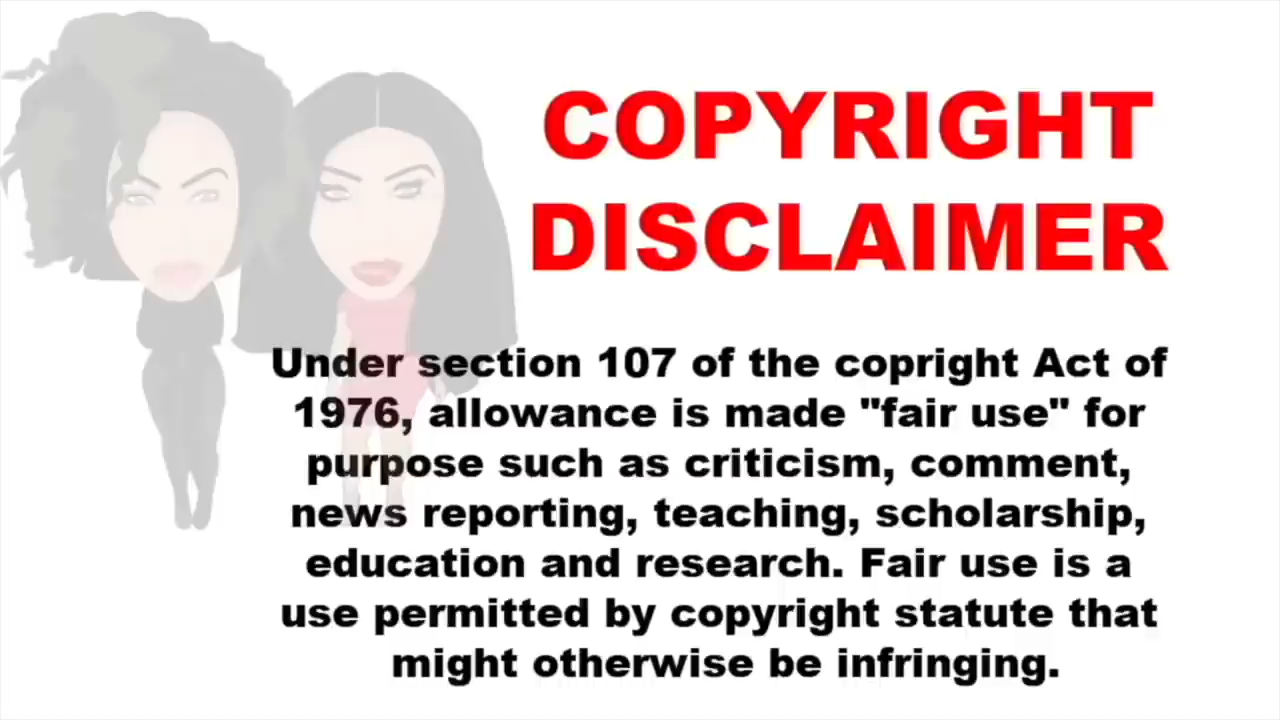 COPYRIGHT
DISCLAIMER
Under section 107 of the copright Act of
1976, allowance is made "fair use" for
purpose such as criticism, comment,
news reporting, teaching, scholarship,
education and research. Fair use is a
use permitted by copyright statute that
might otherwise be infringing.